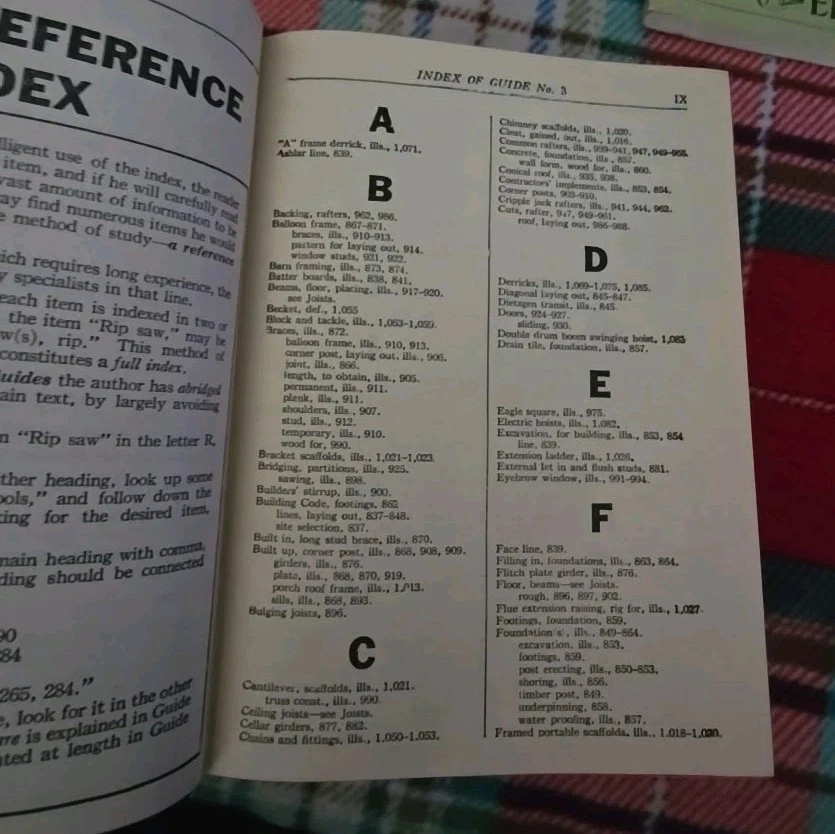 EFERENCE
DEX
lligent use of the index, the reader
item, and if he will carefully read
vast amount of information to be
ay find numerous items he would
e method of study—a reference
ich requires long experience, the
y specialists in that line.
each item is indexed in two or
the item "Rip saw," may be
w(s), rip." This method of
constitutes a full index.
uides the author has abridged
ain text, by largely avoiding
n "Rip saw" in the letter R,
ther heading, look up some
ools," and follow down the
king for the desired item,
main heading with comma,
ding should be connected
90
84
265, 284."
e, look for it in the other
ere is explained in Guide
ated at length in Guide
INDEX OF GUIDE No. 3
IX
A
"A" frame derrick, ills., 1,071.
Ashlar line, 839.
B
Backing, rafters, 962, 986.
Balloon frame, 867-871.
braces, ills., 910-913.
pattern for laying out, 914.
window studs, 921, 922.
Barn framing, ills., 873, 874.
Batter boards, ills., 838, 841.
Beams, floor, placing, ills., 917-920.
see Joists.
Becket, def., 1,055
Block and tackle, ills., 1,053-1,059.
Braces, ills., 872.
balloon frame, ills., 910, 913.
corner post, laying out, ills., 906.
joint, ills., 866.
length, to obtain, ills., 905.
permanent, ills., 911.
plank, ills., 911.
shoulders, ills., 907.
stud, ills., 912.
temporary, ills., 910.
wood for, 990.
Bracket scaffolds, ills., 1,021-1,023.
Bridging, partitions, ills., 925.
sawing, ills., 898.
Builders' stirrup, ills., 900.
Building Code, footings, 862
lines, laying out, 837-848.
site selection, 837.
Built in, long stud brace, ills., 870.
Built up, corner post, ills., 868, 908, 909.
girders, ills., 876.
plate, ills., 868, 870, 919.
porch roof frame, ills.,
sills, ills., 868, 893.
Bulging joists, 896.
C
Cantilever, scaffolds, ills., 1,021.
truss const., ills., 990.
Ceiling joists—see Joists.
Cellar girders, 877, 882.
Chains and fittings, ills., 1,050-1,053.
Chimney scaffolds, ills., 1,020.
Cleat, gained, out, ills., 1,016.
Common rafters, ills., 939-941, 947, 949-955.
Concrete, foundation, ills., 857.
wall form, wood for, ills., 860.
Conical roof, ills., 935, 938.
Contractors' implements, ills., 853, 854.
Corner posts, 903-910.
Cripple jack rafters, ills., 941, 944, 962.
Cuts, rafter, 947, 949-961.
roof, laying out, 986-988.
D
Derricks, ills., 1,069-1,075, 1,085.
Diagonal laying out, 845-847.
Dietzgen transit, ills., 845.
Doors, 924-927.
sliding, 930.
Double drum boom swinging hoist, 1,085
Drain tile, foundation, ills., 857.
E
Eagle square, ills., 975.
Electric hoists, ills., 1,082.
Excavation, for building, ills., 853, 854
line, 839.
Extension ladder, ills., 1,026.
External let in and flush studs, 881.
Eyebrow window, ills., 991-994.
F
Face line, 839.
Filling in, foundations, ills., 863, 864.
Flitch plate girder, ills., 876.
Floor, beams—see Joists.
rough, 896, 897, 902.
Flue extension raising, rig for, ills., 1,027.
Footings, foundation, 859.
Foundation(s), ills., 849-864.
excavation, ills., 853.
footings, 859.
post erecting, ills., 850-853.
shoring, ills., 856.
timber post, 849.
underpinning, 858.
water proofing, ills., 857.
Framed portable scaffolds, ills., 1,018-1,020.